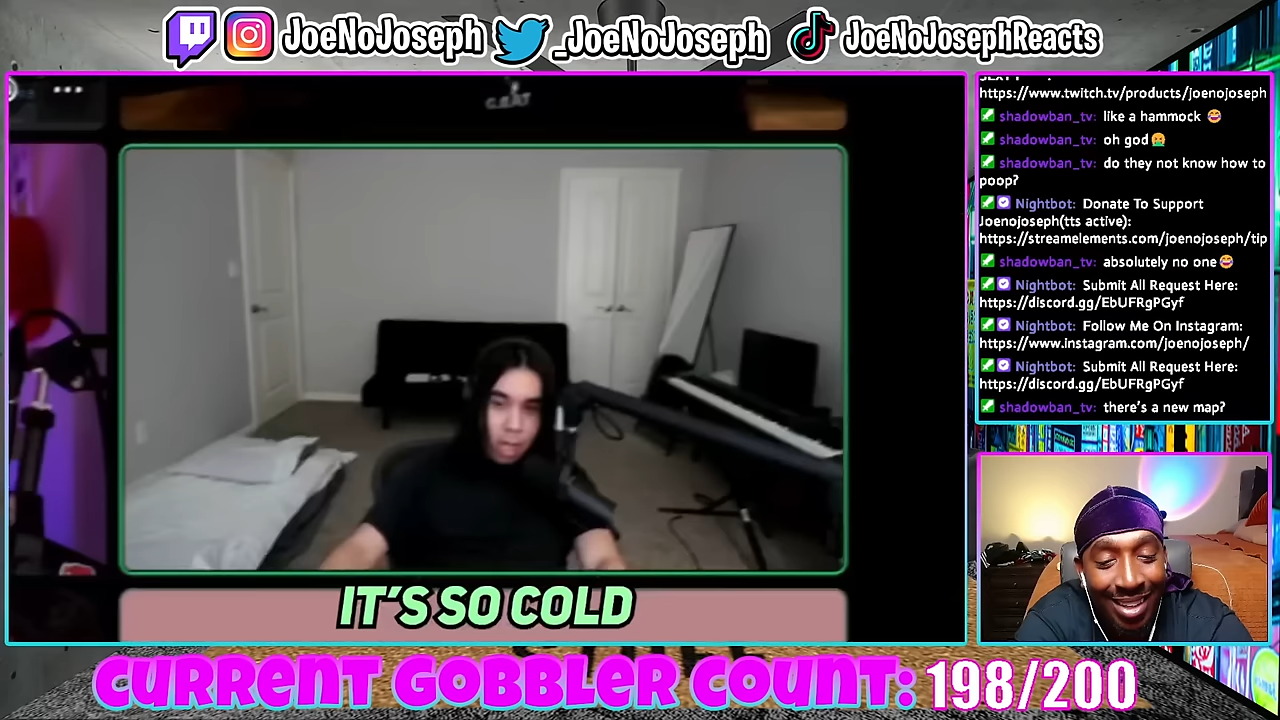 JoeNoJoseph
_JoeNoJoseph
JoeNoJosephReacts
https://www.twitch.tv/products/joenojoseph
shadowban_tv: like a hammock 😂
shadowban_tv: oh god🤮
shadowban_tv: do they not know how to
poop?
Nightbot: Donate To Support
Joenojoseph(tts active):
https://streamelements.com/joenojoseph/tip
shadowban_tv: absolutely no one😂
Nightbot: Submit All Request Here:
https://discord.gg/EbUFRgPGyf
Nightbot: Follow Me On Instagram:
https://www.instagram.com/joenojoseph/
Nightbot: Submit All Request Here:
https://discord.gg/EbUFRgPGyf
shadowban_tv: there's a new map?
IT'S SO COLD
CURRENT GOBBLER COUNT: 198/200